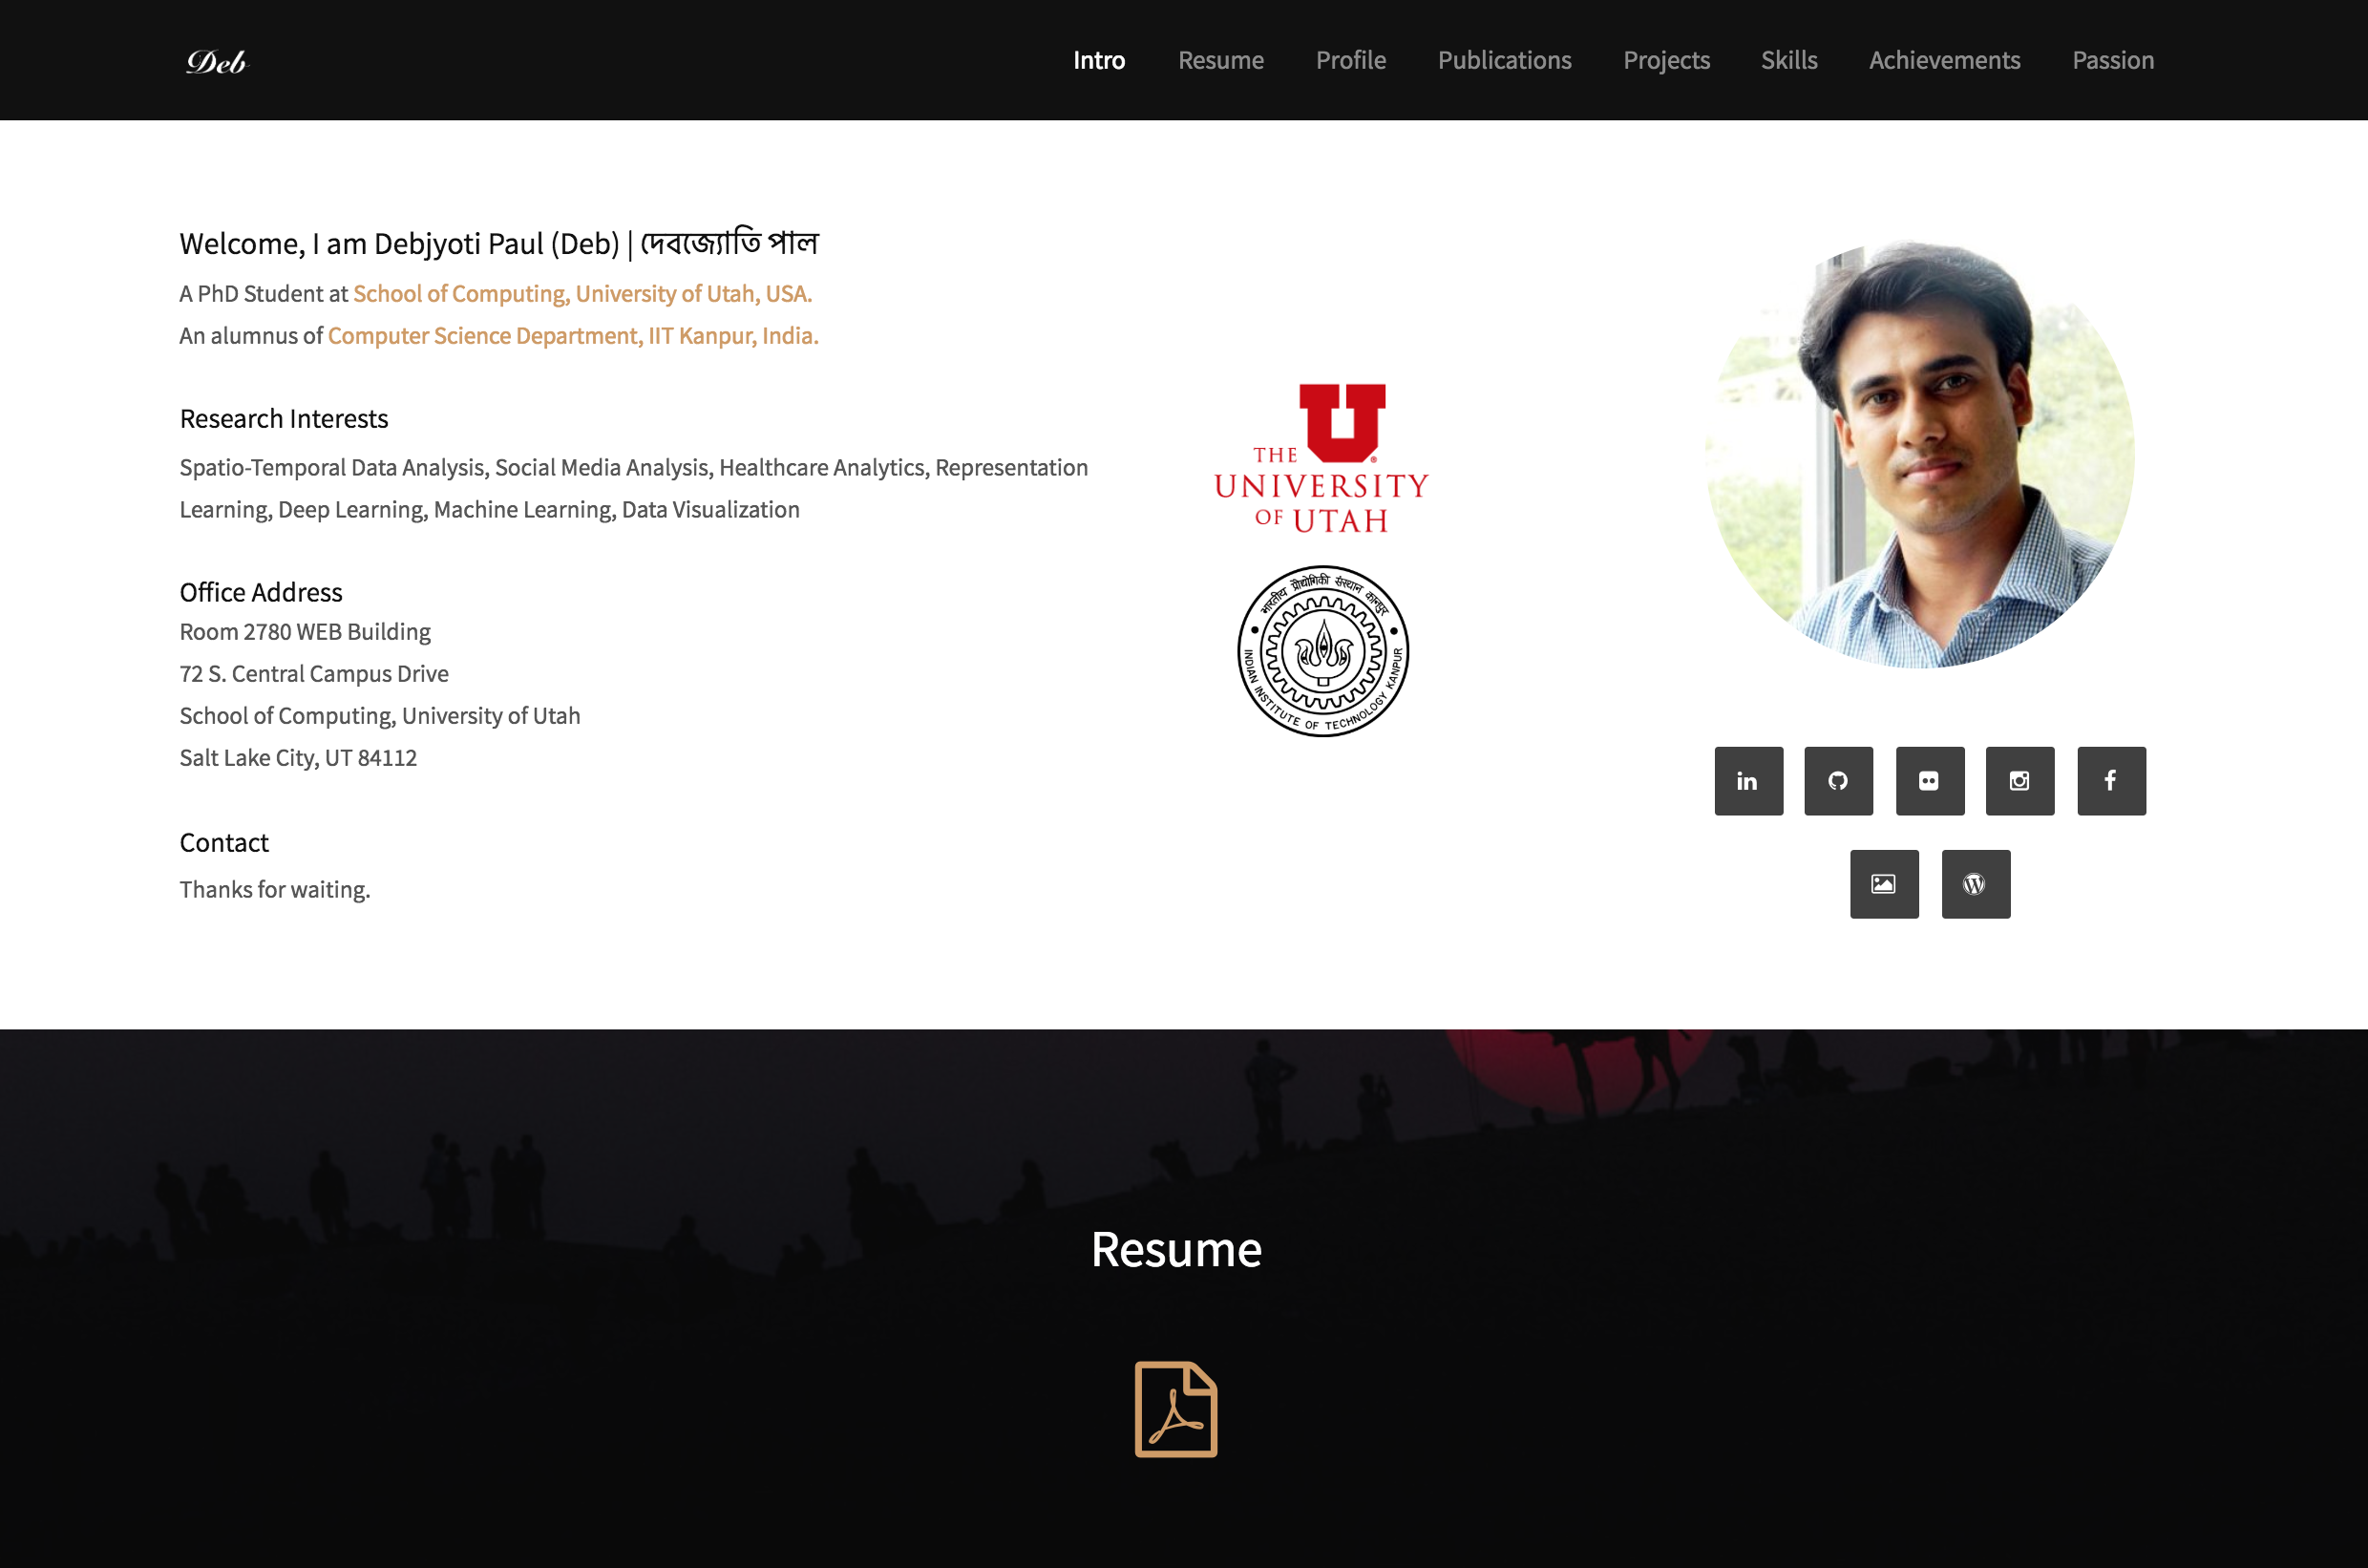 Deb
Intro Resume Profile Publications Projects Skills Achievements Passion
Welcome, I am Debjyoti Paul (Deb) | দেবজ্যোতি পাল
A PhD Student at School of Computing, University of Utah, USA.
An alumnus of Computer Science Department, IIT Kanpur, India.
Research Interests
Spatio-Temporal Data Analysis, Social Media Analysis, Healthcare Analytics, Representation
Learning, Deep Learning, Machine Learning, Data Visualization
Office Address
Room 2780 WEB Building
72 S. Central Campus Drive
School of Computing, University of Utah
Salt Lake City, UT 84112
Contact
Thanks for waiting.
U
THE
UNIVERSITY
OF UTAH
भारतीय प्रौद्योगिकी संस्थान कानपुर
INDIAN INSTITUTE OF TECHNOLOGY KANPUR
Resume